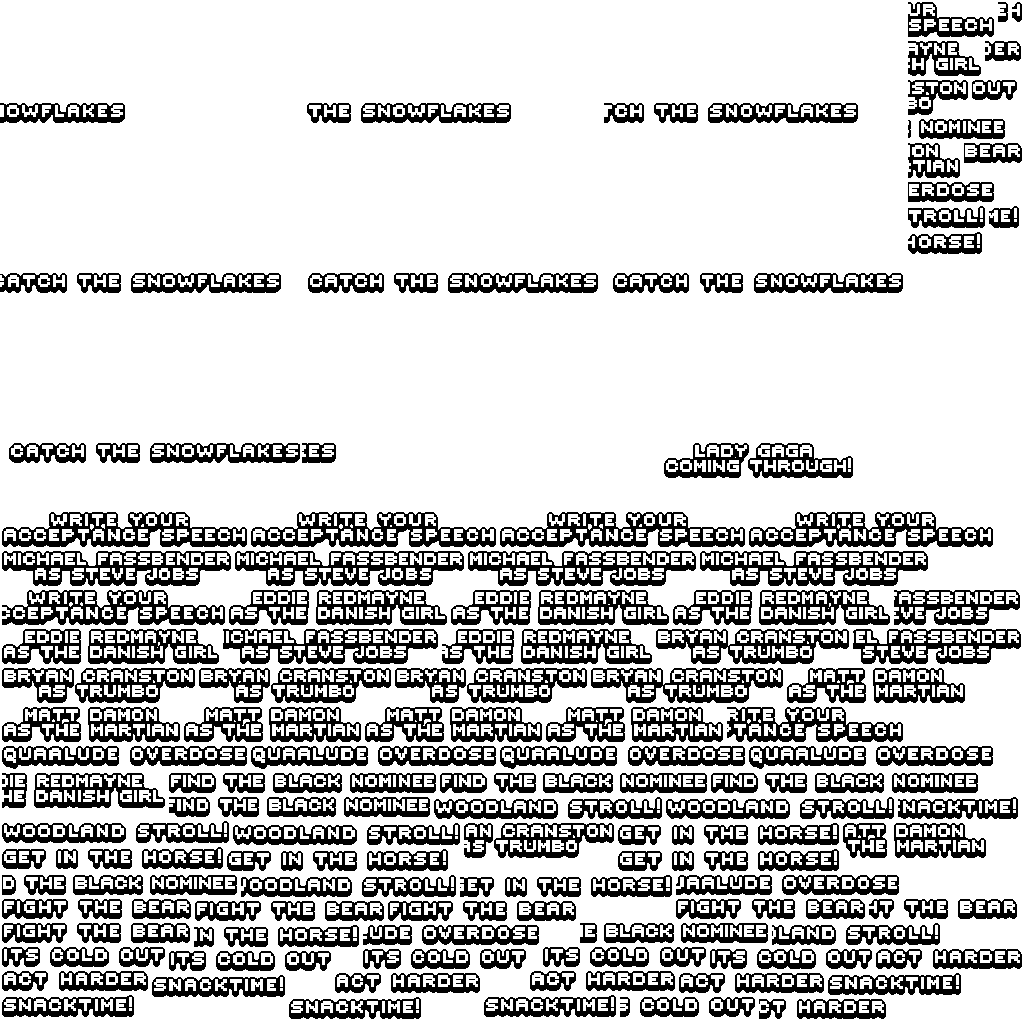 UR CH
SPEECH
AYNE DER
H GIRL
STON OUT
BO
NOWFLAKES THE SNOWFLAKES TCH THE SNOWFLAKES
NOMINEE
ON BEAR
TIAN
ERDOSE
TROLL! ME!
HORSE!
CATCH THE SNOWFLAKES CATCH THE SNOWFLAKES CATCH THE SNOWFLAKES
CATCH THE SNOWFLAKES ES LADY GAGA
COMING THROUGH!
WRITE YOUR WRITE YOUR WRITE YOUR WRITE YOUR
ACCEPTANCE SPEECH ACCEPTANCE SPEECH ACCEPTANCE SPEECH ACCEPTANCE SPEECH
MICHAEL FASSBENDER MICHAEL FASSBENDER MICHAEL FASSBENDER MICHAEL FASSBENDER
AS STEVE JOBS AS STEVE JOBS AS STEVE JOBS AS STEVE JOBS
WRITE YOUR EDDIE REDMAYNE EDDIE REDMAYNE EDDIE REDMAYNE ASSBENDER
CCEPTANCE SPEECH AS THE DANISH GIRL AS THE DANISH GIRL AS THE DANISH GIRL VE JOBS
EDDIE REDMAYNE ICHAEL FASSBENDER EDDIE REDMAYNE BRYAN CRANSTON EL FASSBENDER
AS THE DANISH GIRL AS STEVE JOBS AS THE DANISH GIRL AS TRUMBO STEVE JOBS
BRYAN CRANSTON BRYAN CRANSTON BRYAN CRANSTON BRYAN CRANSTON MATT DAMON
AS TRUMBO AS TRUMBO AS TRUMBO AS TRUMBO AS THE MARTIAN
MATT DAMON MATT DAMON MATT DAMON MATT DAMON RITE YOUR
AS THE MARTIAN AS THE MARTIAN AS THE MARTIAN AS THE MARTIAN PTANCE SPEECH
QUAALUDE OVERDOSE QUAALUDE OVERDOSE QUAALUDE OVERDOSE QUAALUDE OVERDOSE
DIE REDMAYNE FIND THE BLACK NOMINEE FIND THE BLACK NOMINEE FIND THE BLACK NOMINEE
HE DANISH GIRL FIND THE BLACK NOMINEE WOODLAND STROLL! WOODLAND STROLL! SNACKTIME!
WOODLAND STROLL! WOODLAND STROLL! AN CRANSTON GET IN THE HORSE! ATT DAMON
AS TRUMBO THE MARTIAN
GET IN THE HORSE! GET IN THE HORSE! GET IN THE HORSE!
D THE BLACK NOMINEE WOODLAND STROLL! GET IN THE HORSE! UAALUDE OVERDOSE
FIGHT THE BEAR FIGHT THE BEAR FIGHT THE BEAR FIGHT THE BEAR HT THE BEAR
FIGHT THE BEAR IN THE HORSE! LUDE OVERDOSE E BLACK NOMINEE LAND STROLL!
ITS COLD OUT ITS COLD OUT ITS COLD OUT ITS COLD OUT ITS COLD OUT ACT HARDER
ACT HARDER SNACKTIME! ACT HARDER ACT HARDER ACT HARDER SNACKTIME!
SNACKTIME! SNACKTIME! SNACKTIME! S COLD OUT CT HARDER